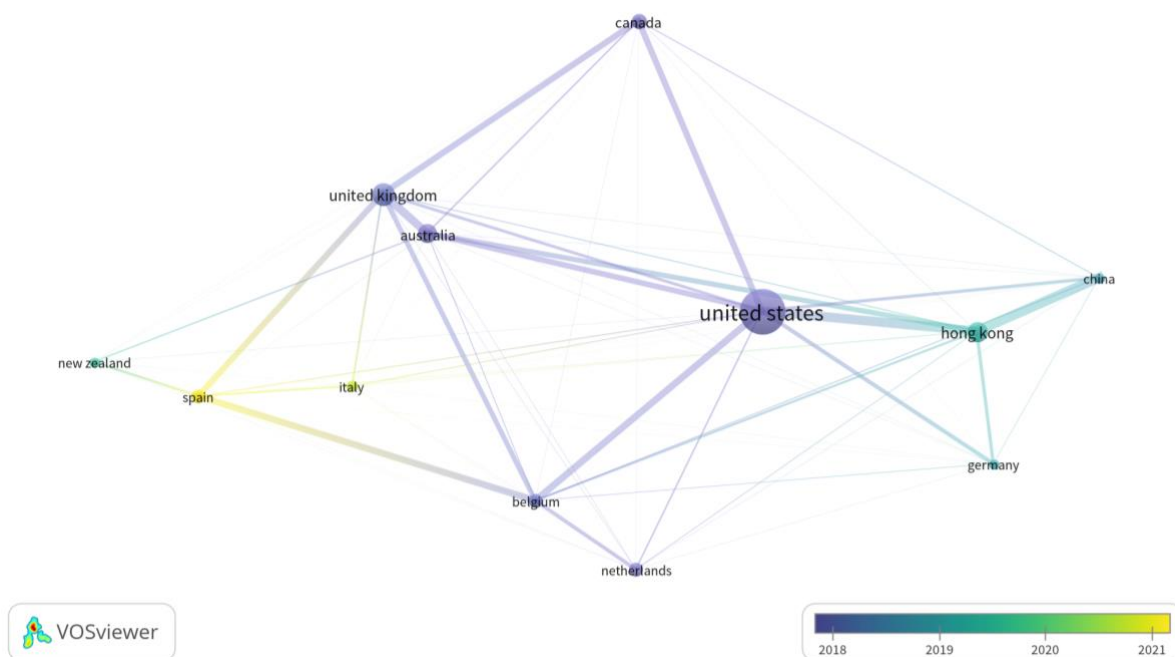 canada
united kingdom
australia
china
united states
hong kong
new zealand
italy
spain
germany
belgium
netherlands
VOSviewer
2018 2019 2020 2021